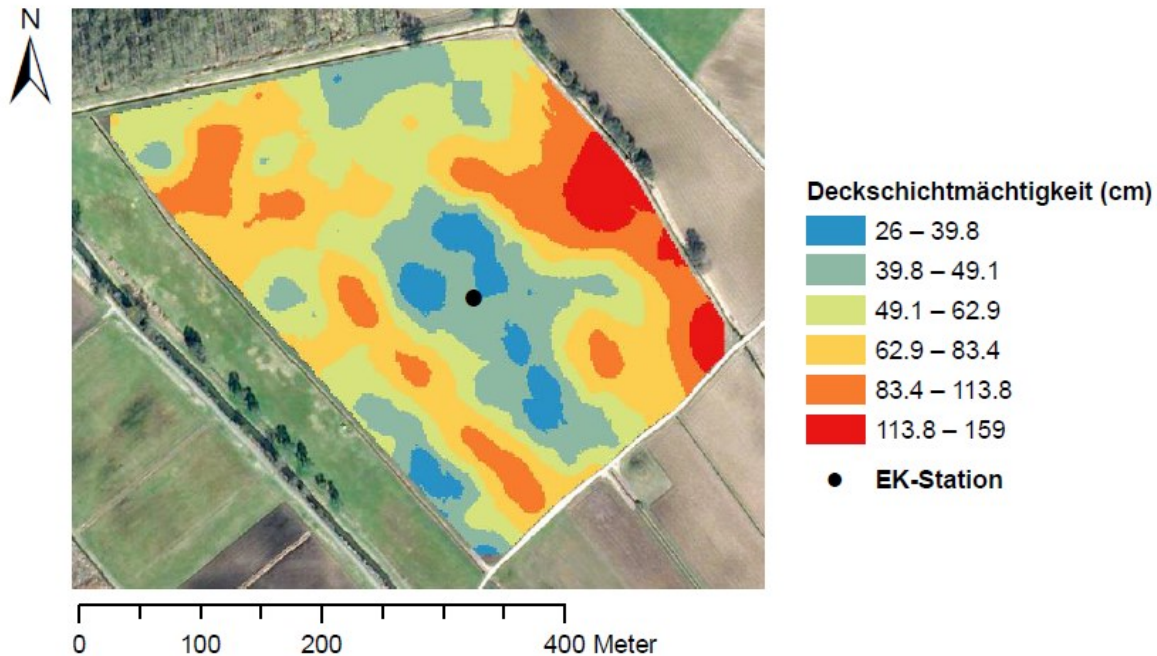 N
Deckschichtmächtigkeit (cm)
26 – 39.8
39.8 – 49.1
49.1 – 62.9
62.9 – 83.4
83.4 – 113.8
113.8 – 159
EK-Station
0 100 200 400 Meter